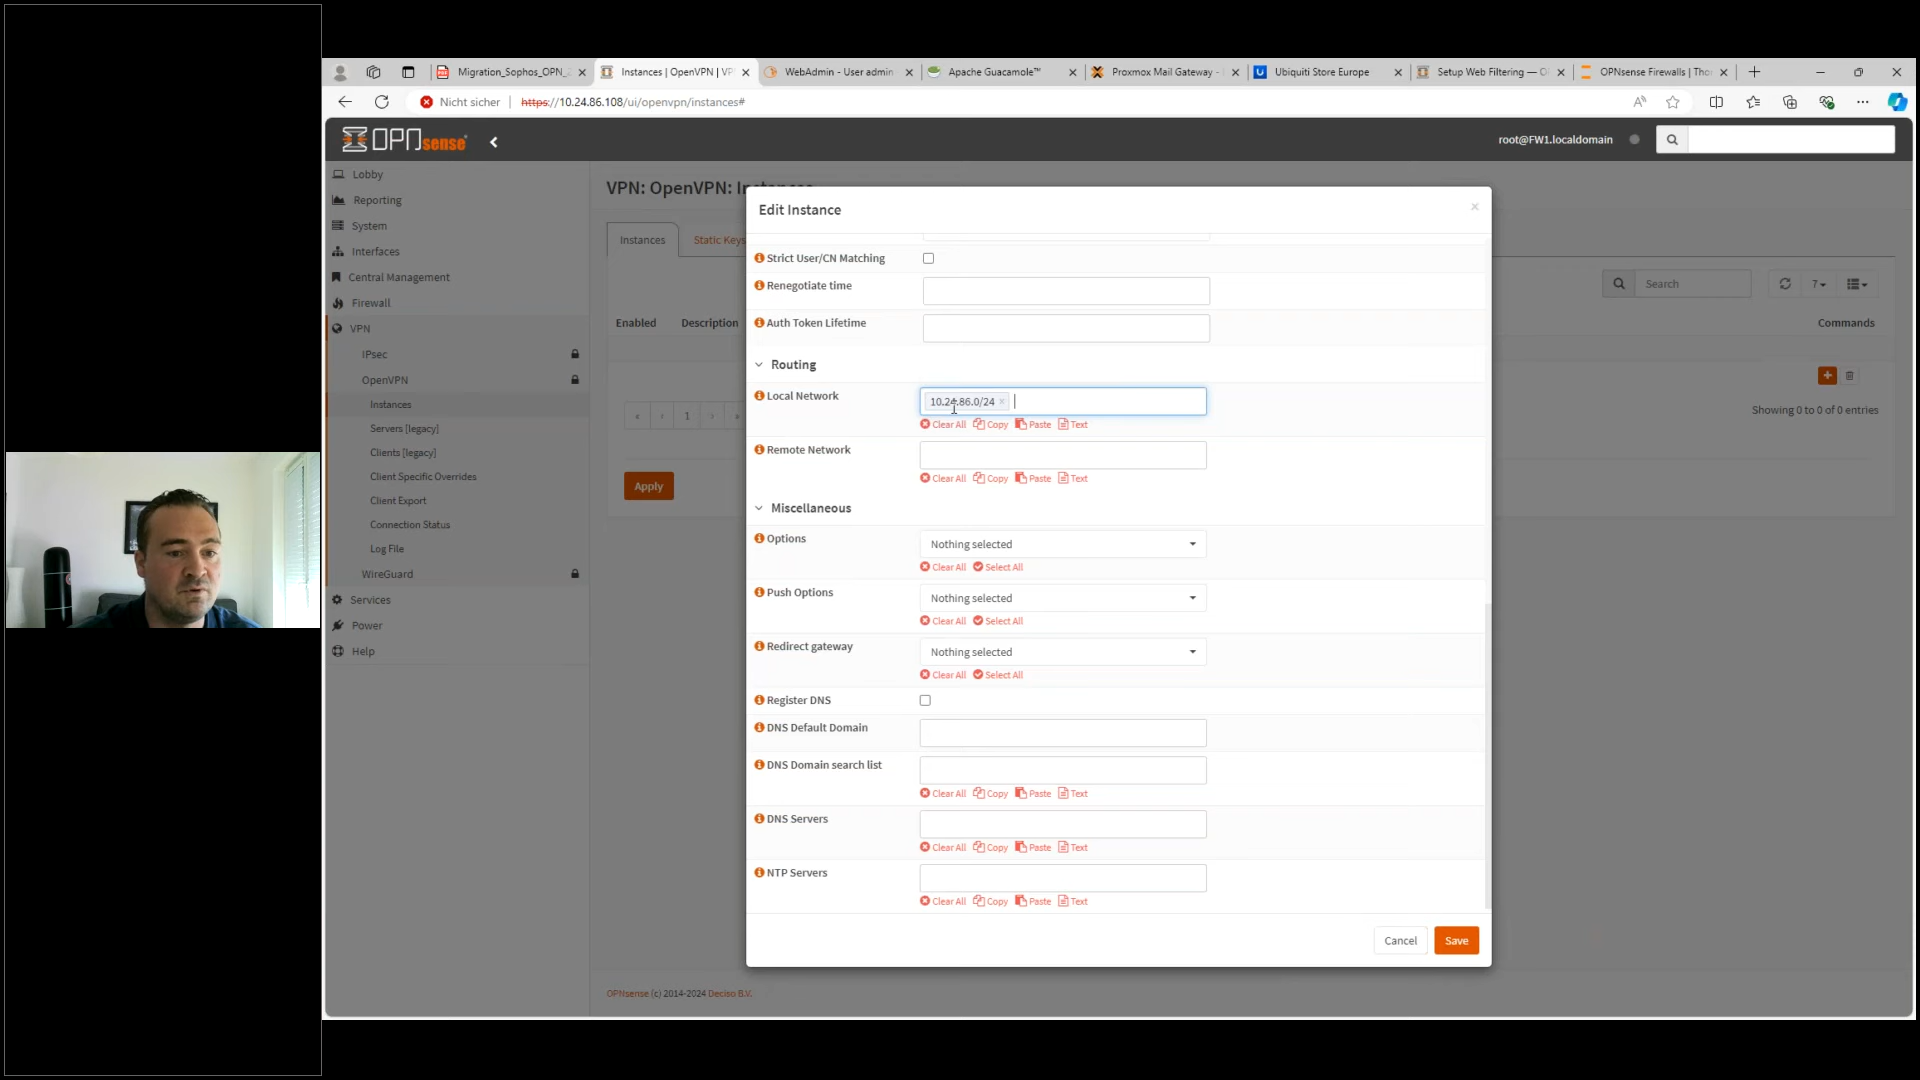 Migration_Sophos_OPN_
Instances | OpenVPN | VP
WebAdmin - User admin
Apache Guacamole™
Proxmox Mail Gateway -
Ubiquiti Store Europe
Setup Web Filtering — O
OPNsense Firewalls | Tho
Nicht sicher
https://10.24.86.108/ui/openvpn/instances#
OPNsense
root@FW1.localdomain
Lobby
Reporting
System
Interfaces
Central Management
Firewall
VPN
IPsec
OpenVPN
Instances
Servers [legacy]
Clients [legacy]
Client Specific Overrides
Client Export
Connection Status
Log File
WireGuard
Services
Power
Help
VPN: OpenVPN: Instances
Instances
Static Keys
Search
7
Enabled
Description
Commands
« ‹ 1 › »
Showing 0 to 0 of 0 entries
Apply
Edit Instance
×
Strict User/CN Matching
Renegotiate time
Auth Token Lifetime
Routing
Local Network
10.24.86.0/24 ×
Clear All Copy Paste Text
Remote Network
Clear All Copy Paste Text
Miscellaneous
Options
Nothing selected
Clear All Select All
Push Options
Nothing selected
Clear All Select All
Redirect gateway
Nothing selected
Clear All Select All
Register DNS
DNS Default Domain
DNS Domain search list
Clear All Copy Paste Text
DNS Servers
Clear All Copy Paste Text
NTP Servers
Clear All Copy Paste Text
Cancel
Save
OPNsense (c) 2014-2024 Deciso B.V.